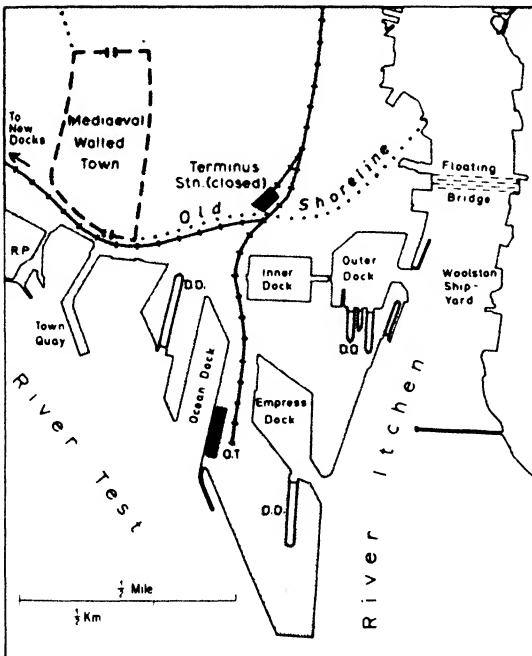 To
New
Docks
Mediaeval
Walled
Town
Terminus
Stn.(closed)
Old Shoreline
Floating
Bridge
R.P.
Town
Quay
D.D.
Inner
Dock
Outer
Dock
Woolston
Ship-
Yard
D.D.
Ocean Dock
Empress
Dock
O.T
D.D.
River Test
River Itchen
½ Mile
½ Km